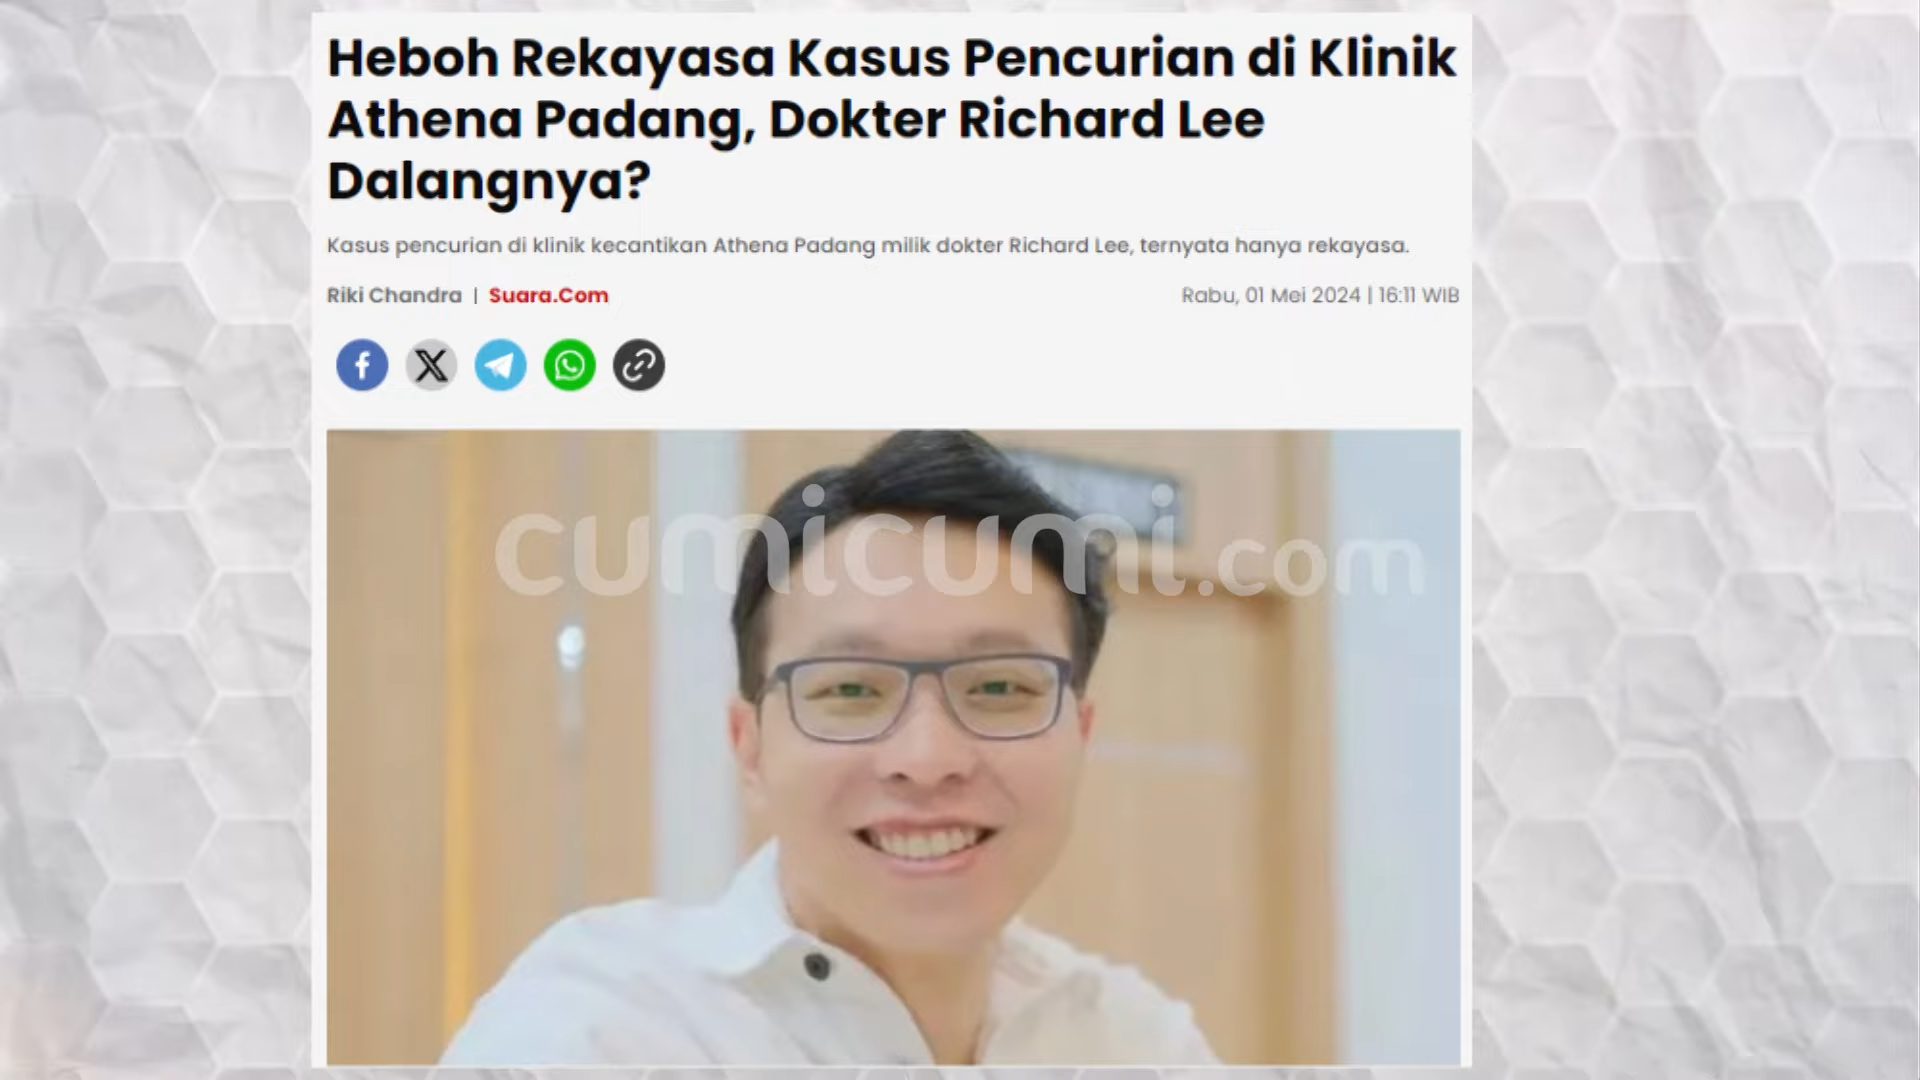 Heboh Rekayasa Kasus Pencurian di Klinik
Athena Padang, Dokter Richard Lee
Dalangnya?
Kasus pencurian di klinik kecantikan Athena Padang milik dokter Richard Lee, ternyata hanya rekayasa.
Riki Chandra | Suara.Com
Rabu, 01 Mei 2024 | 16:11 WIB
cumicumi.com